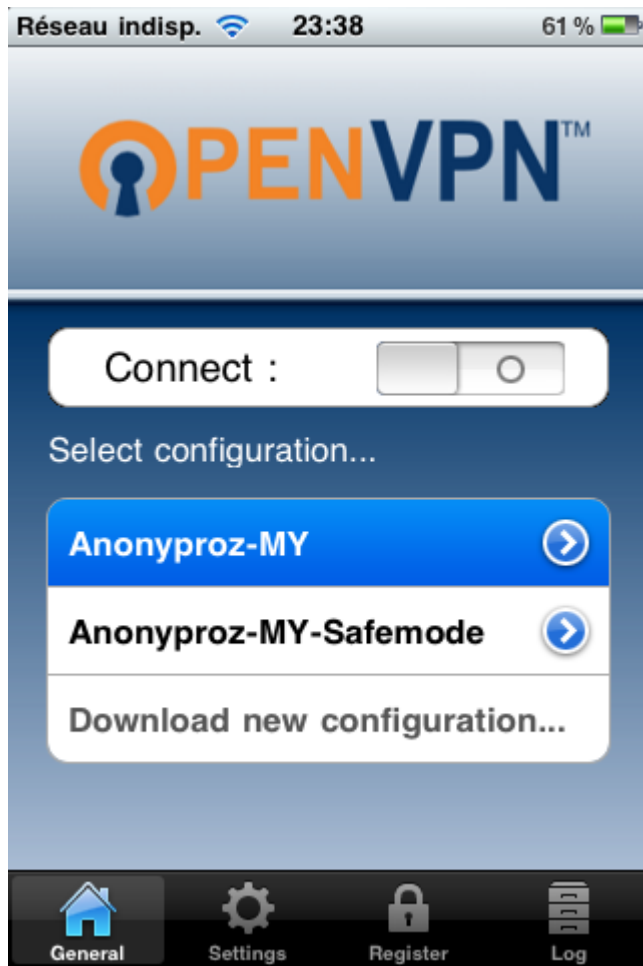 Réseau indisp. 23:38 61 %
OPENVPN™
Connect :
Select configuration...
Anonyproz-MY
Anonyproz-MY-Safemode
Download new configuration...
General Settings Register Log